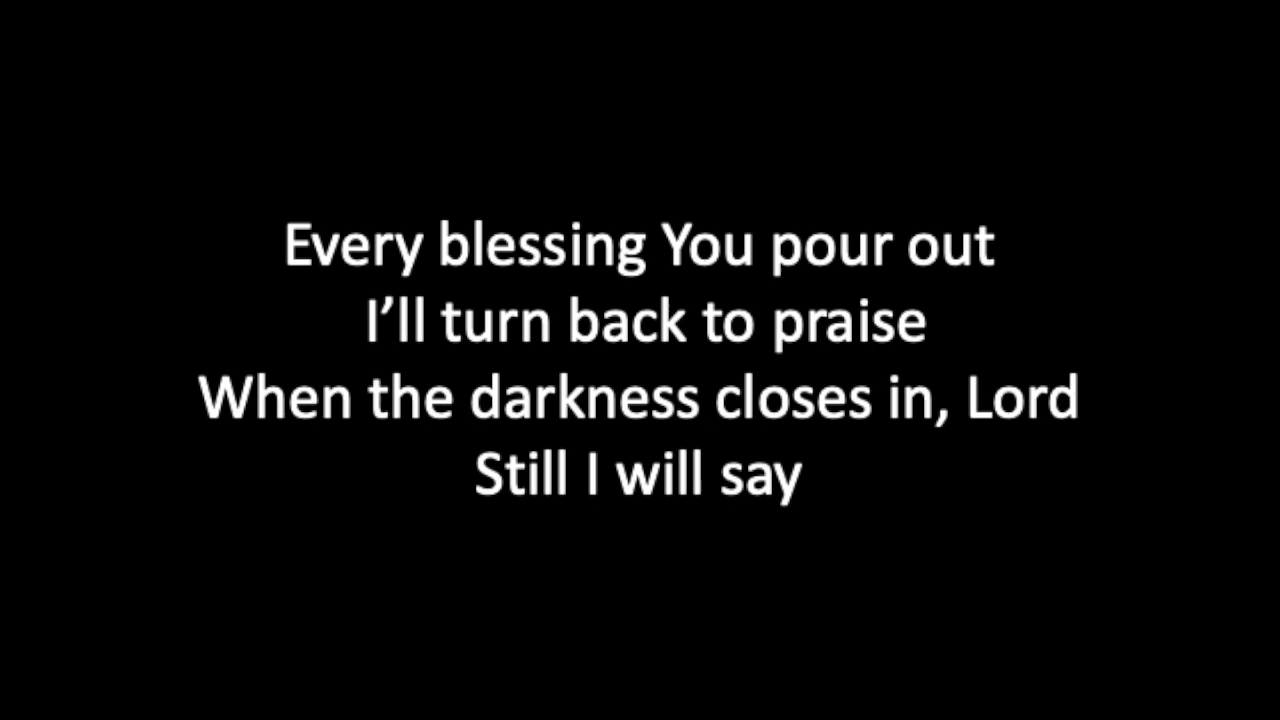 Every blessing You pour out
I’ll turn back to praise
When the darkness closes in, Lord
Still I will say